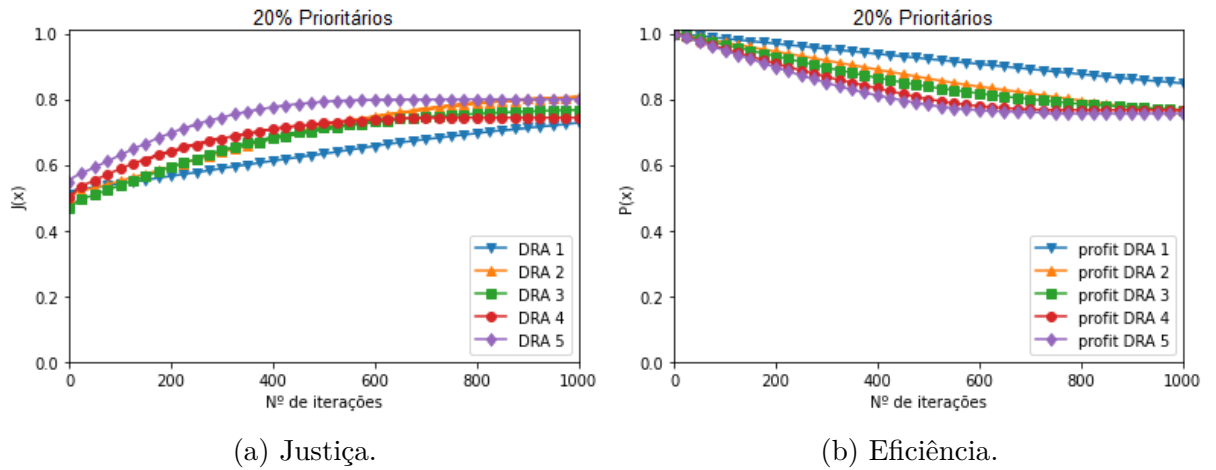 20% Prioritários
1.0
0.8
0.6
0.4
0.2
0.0
J(x)
0 200 400 600 800 1000
Nº de iterações
DRA 1
DRA 2
DRA 3
DRA 4
DRA 5
(a) Justiça.
20% Prioritários
1.0
0.8
0.6
0.4
0.2
0.0
P(x)
0 200 400 600 800 1000
Nº de iterações
profit DRA 1
profit DRA 2
profit DRA 3
profit DRA 4
profit DRA 5
(b) Eficiência.